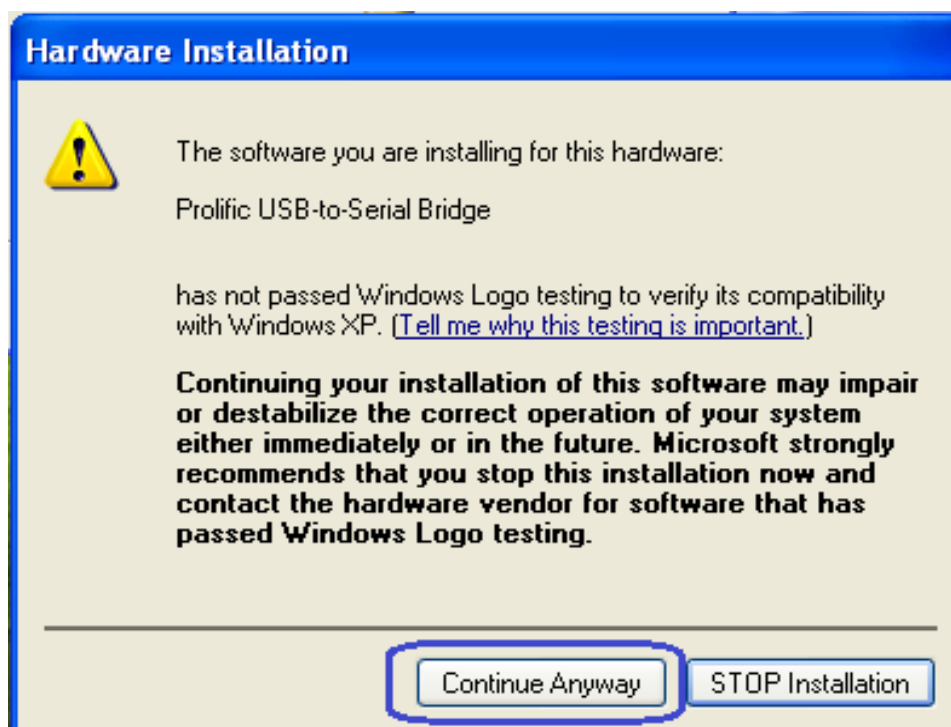 Hardware Installation
The software you are installing for this hardware:
Prolific USB-to-Serial Bridge
has not passed Windows Logo testing to verify its compatibility
with Windows XP. (Tell me why this testing is important.)
Continuing your installation of this software may impair
or destabilize the correct operation of your system
either immediately or in the future. Microsoft strongly
recommends that you stop this installation now and
contact the hardware vendor for software that has
passed Windows Logo testing.
Continue Anyway STOP Installation